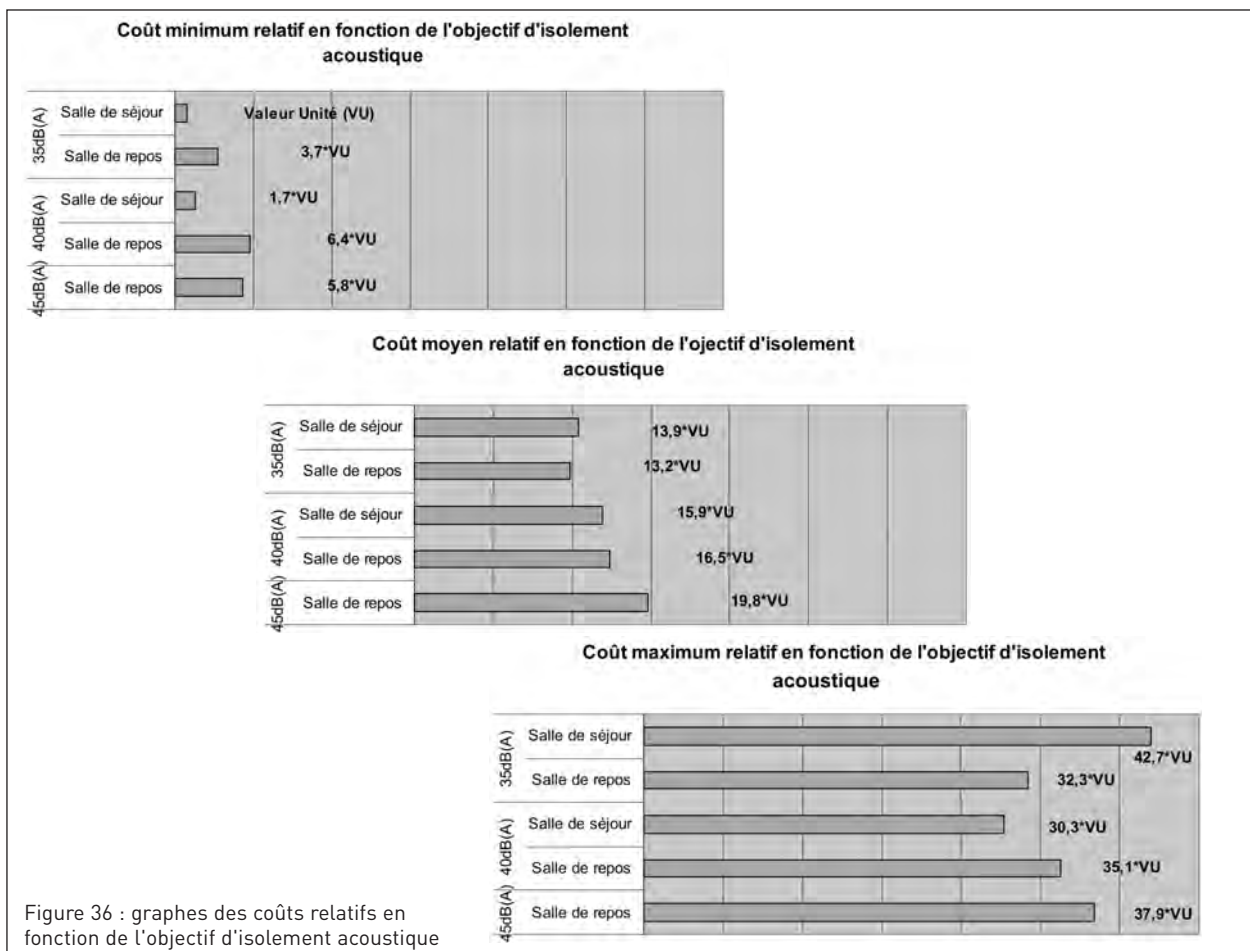 Coût minimum relatif en fonction de l'objectif d'isolement
acoustique
35dB(A)
Salle de séjour
Valeur Unité (VU)
Salle de repos
3,7*VU
40dB(A)
Salle de séjour
1,7*VU
Salle de repos
6,4*VU
45dB(A)
Salle de repos
5,8*VU
Coût moyen relatif en fonction de l'ojectif d'isolement
acoustique
35dB(A)
Salle de séjour
13,9*VU
Salle de repos
13,2*VU
40dB(A)
Salle de séjour
15,9*VU
Salle de repos
16,5*VU
45dB(A)
Salle de repos
19,8*VU
Coût maximum relatif en fonction de l'objectif d'isolement
acoustique
35dB(A)
Salle de séjour
42,7*VU
Salle de repos
32,3*VU
40dB(A)
Salle de séjour
30,3*VU
Salle de repos
35,1*VU
45dB(A)
Salle de repos
37,9*VU
Figure 36 : graphes des coûts relatifs en
fonction de l'objectif d'isolement acoustique